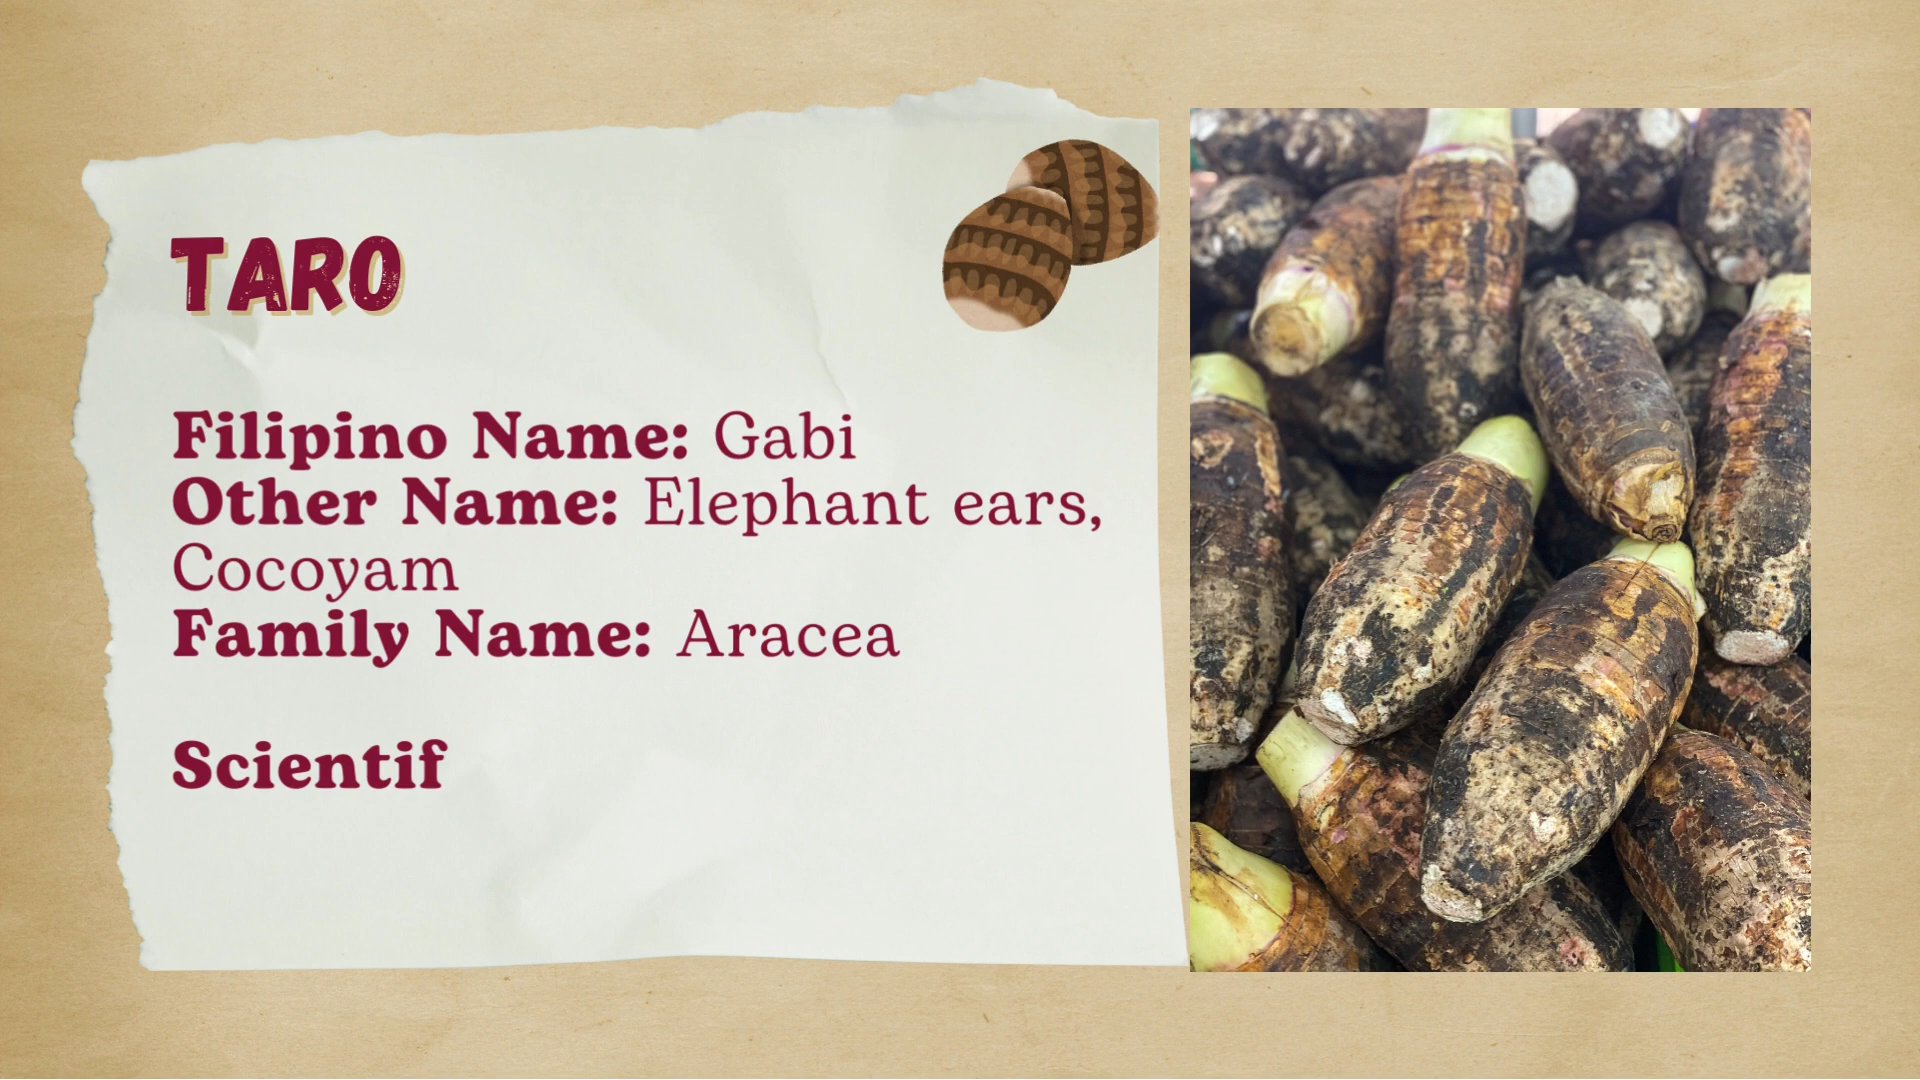 TARO
Filipino Name: Gabi
Other Name: Elephant ears,
Cocoyam
Family Name: Aracea
Scientif